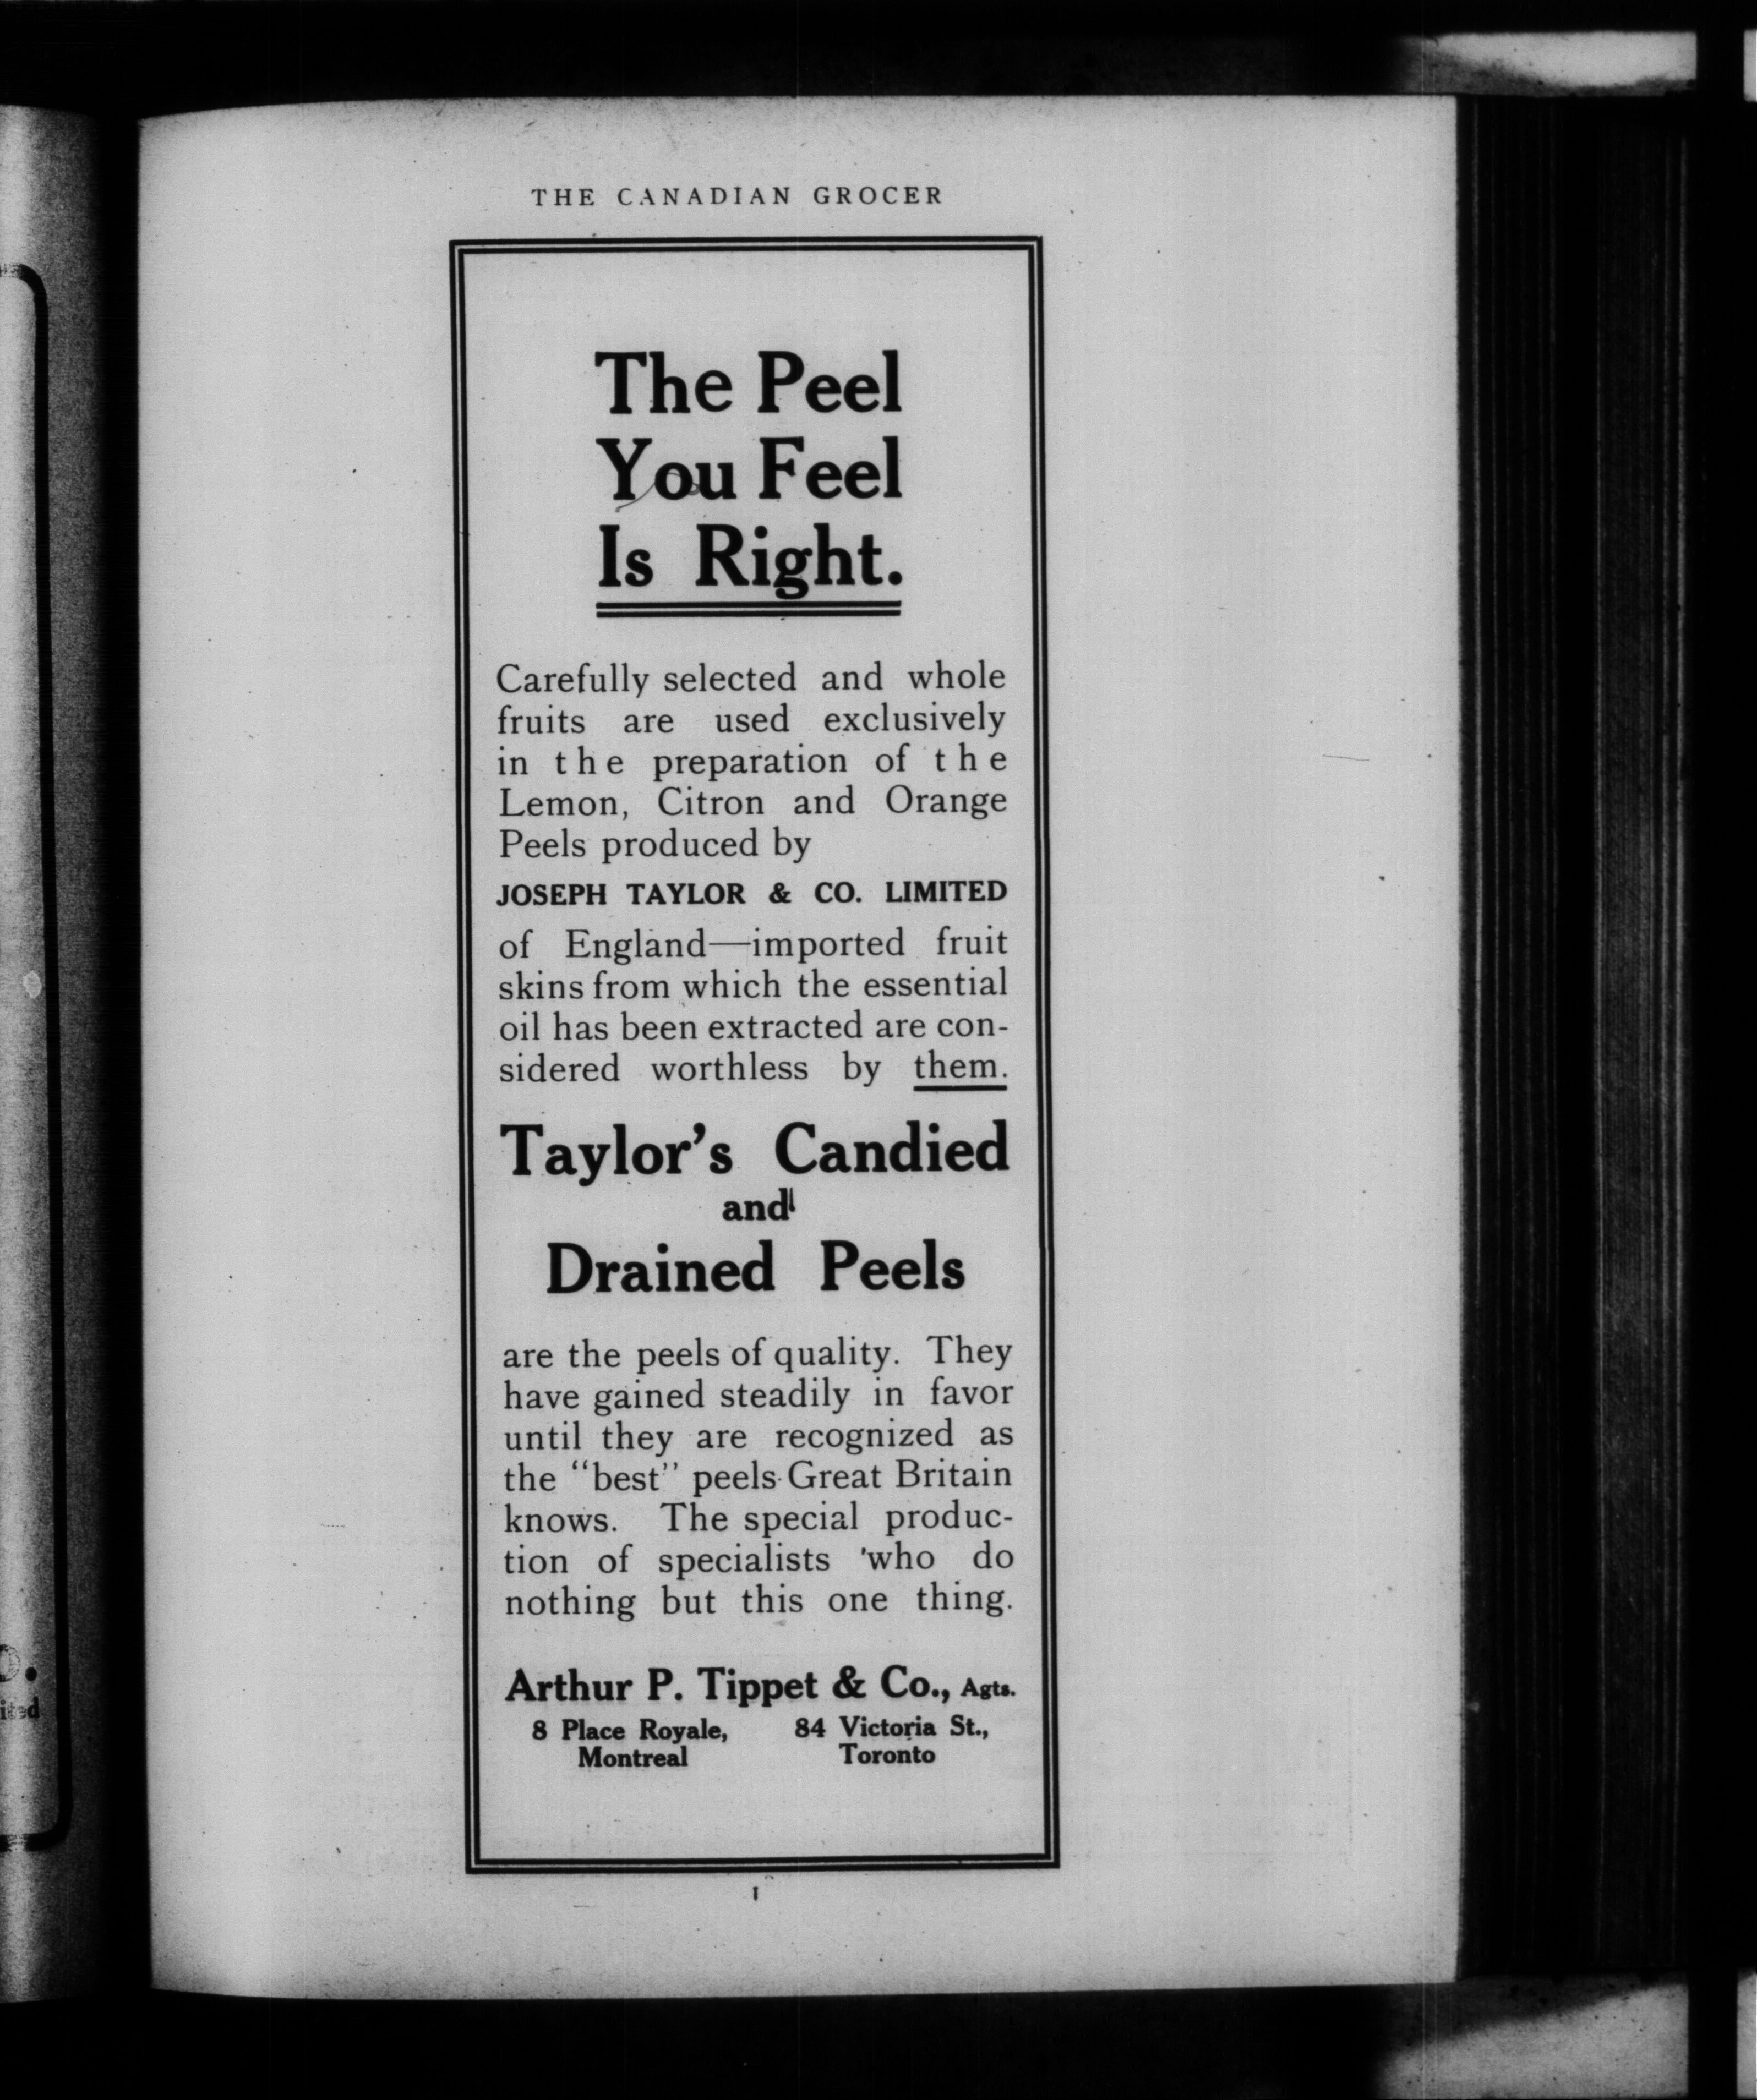 THE CANADIAN GROCER
The Peel
You Feel
Is Right.
Carefully selected and whole
fruits are used exclusively
in the preparation of the
Lemon, Citron and Orange
Peels produced by
JOSEPH TAYLOR & CO. LIMITED
of England—imported fruit
skins from which the essential
oil has been extracted are con-
sidered worthless by them.
Taylor's Candied
and
Drained Peels
are the peels of quality. They
have gained steadily in favor
until they are recognized as
the "best" peels Great Britain
knows. The special produc-
tion of specialists who do
nothing but this one thing.
Arthur P. Tippet & Co., Agts.
8 Place Royale,
Montreal
84 Victoria St.,
Toronto
1